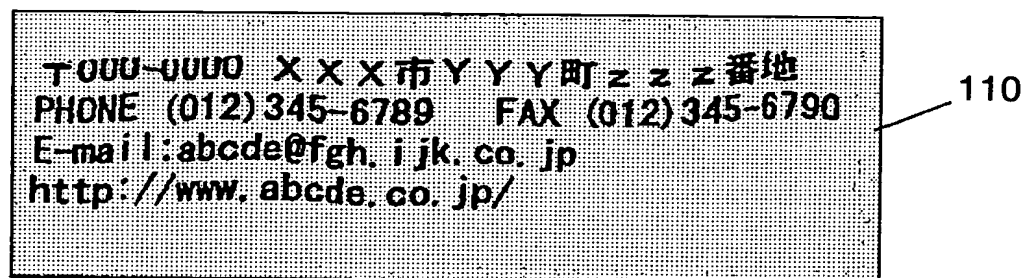 〒000-0000 XXX市YYY町zzz番地
PHONE (012)345-6789 FAX (012)345-6790
E-mail:abcde@fgh.ijk.co.jp
http://www.abcde.co.jp/
110